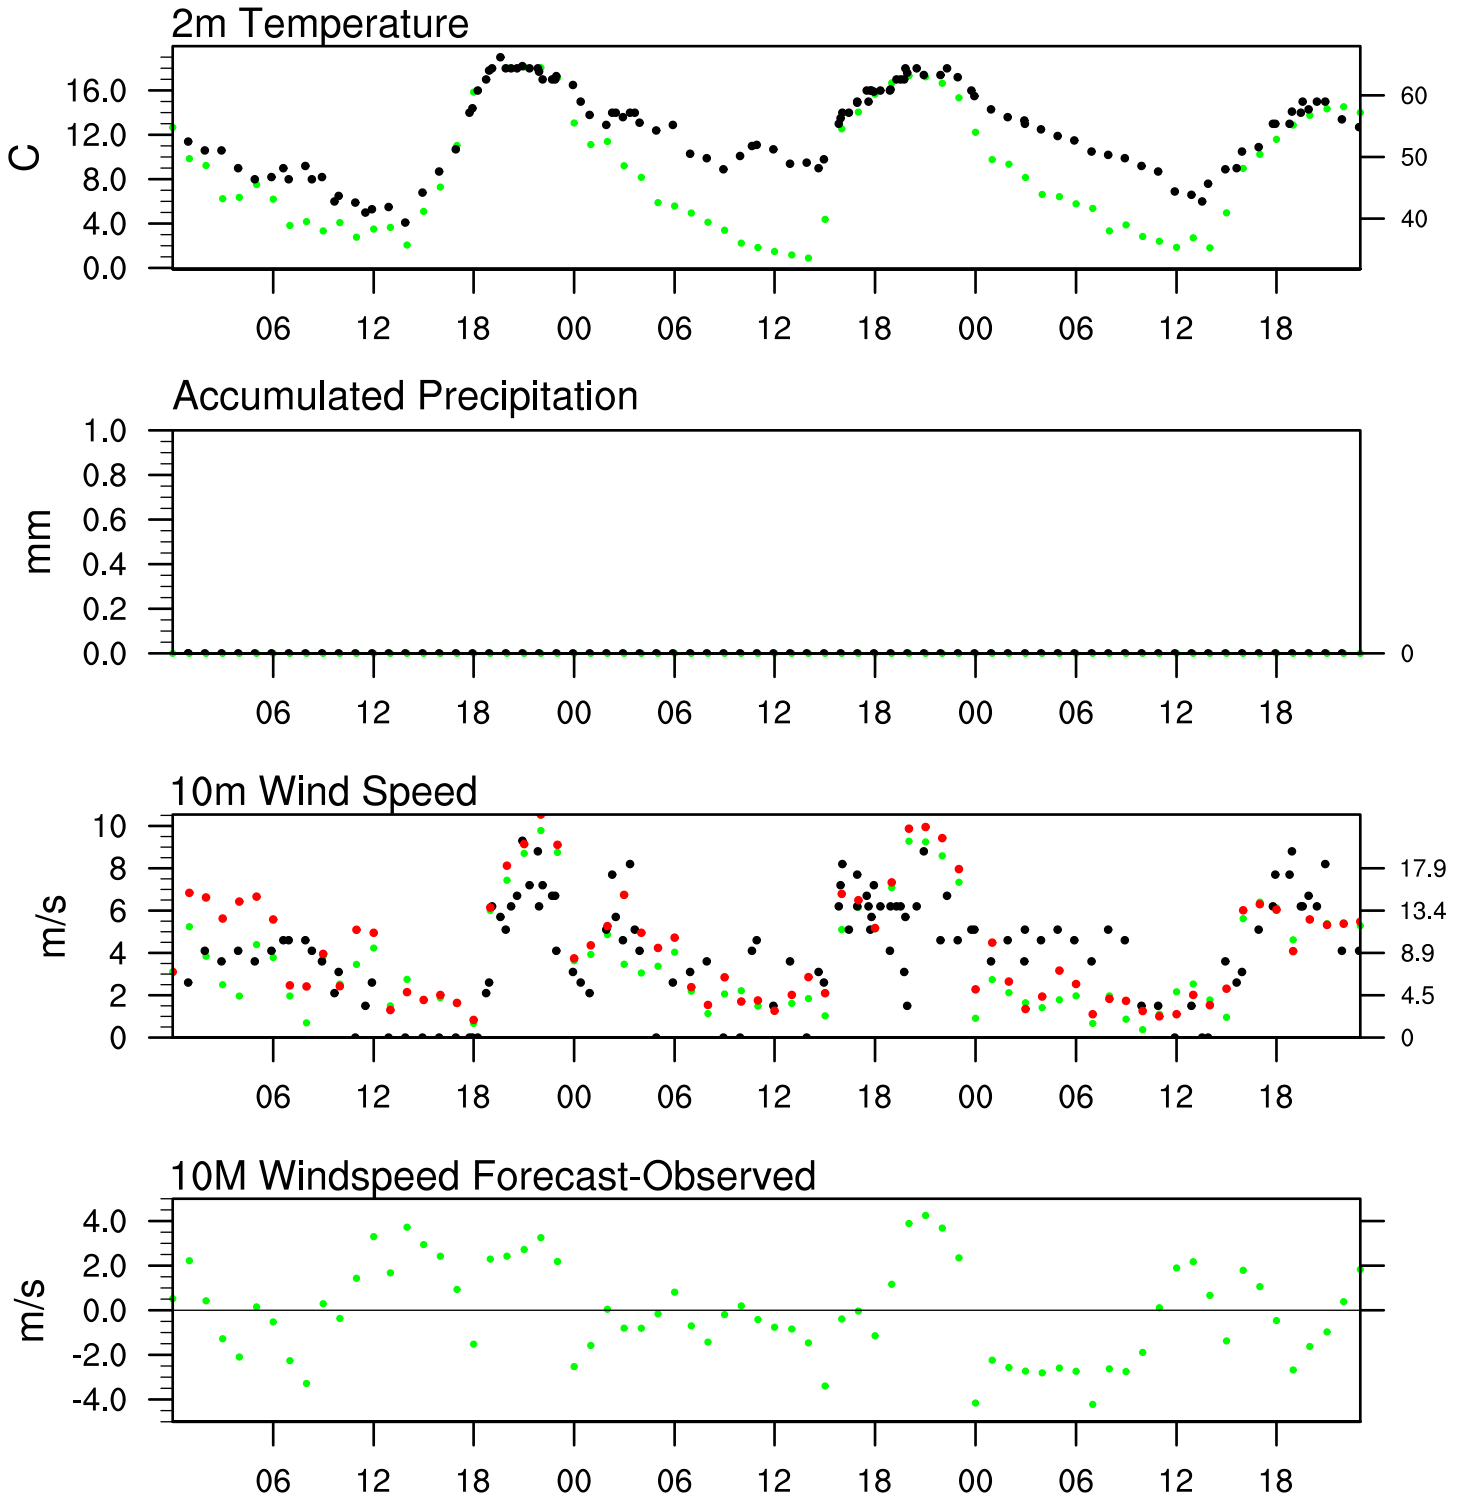 2m Temperature
C
16.0
12.0
8.0
4.0
0.0
60
50
40
06 12 18 00 06 12 18 00 06 12 18
Accumulated Precipitation
mm
1.0
0.8
0.6
0.4
0.2
0.0
0
06 12 18 00 06 12 18 00 06 12 18
10m Wind Speed
m/s
10
8
6
4
2
0
17.9
13.4
8.9
4.5
0
06 12 18 00 06 12 18 00 06 12 18
10M Windspeed Forecast-Observed
m/s
4.0
2.0
0.0
-2.0
-4.0
06 12 18 00 06 12 18 00 06 12 18